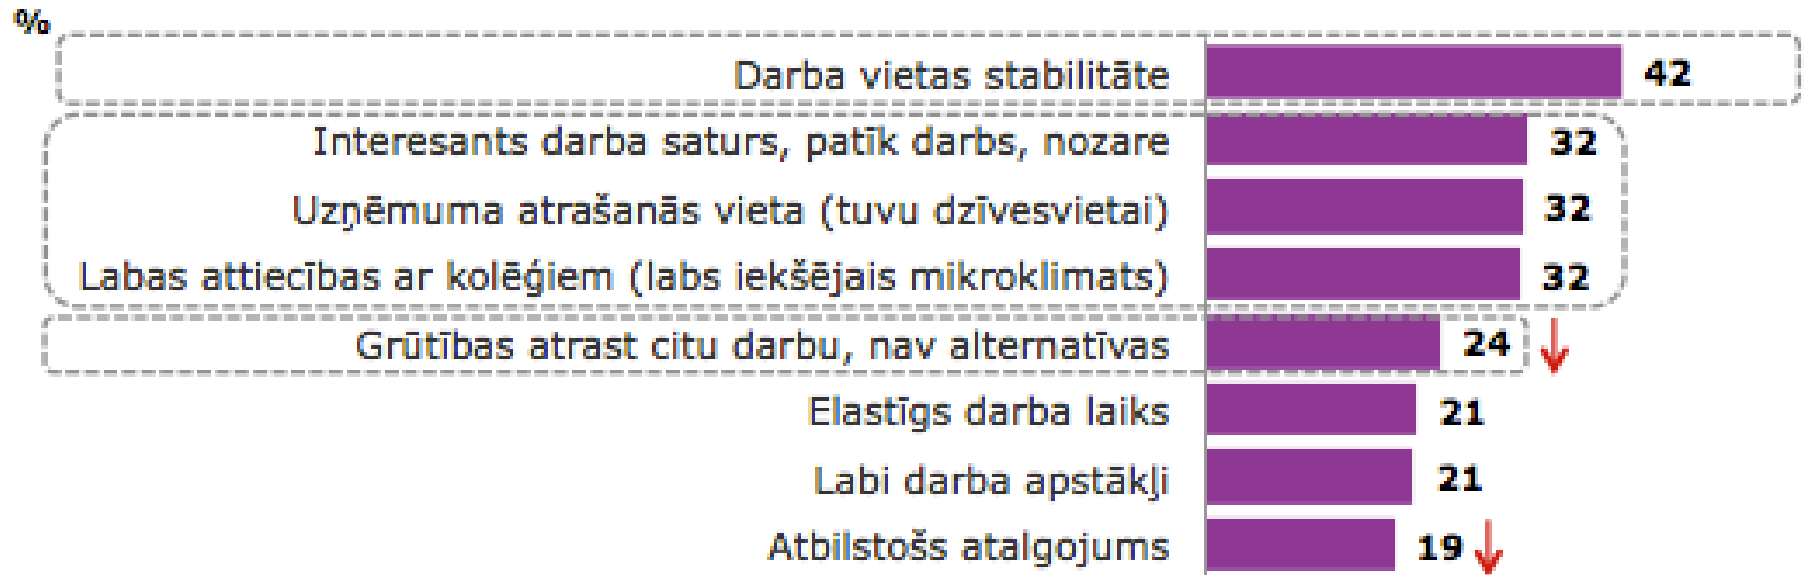 %
Darba vietas stabilitāte 42
Interesants darba saturs, patīk darbs, nozare 32
Uzņēmuma atrašanās vieta (tuvu dzīvesvietai) 32
Labas attiecības ar kolēģiem (labs iekšējais mikroklimats) 32
Grūtības atrast citu darbu, nav alternatīvas 24
Elastīgs darba laiks 21
Labi darba apstākļi 21
Atbilstošs atalgojums 19